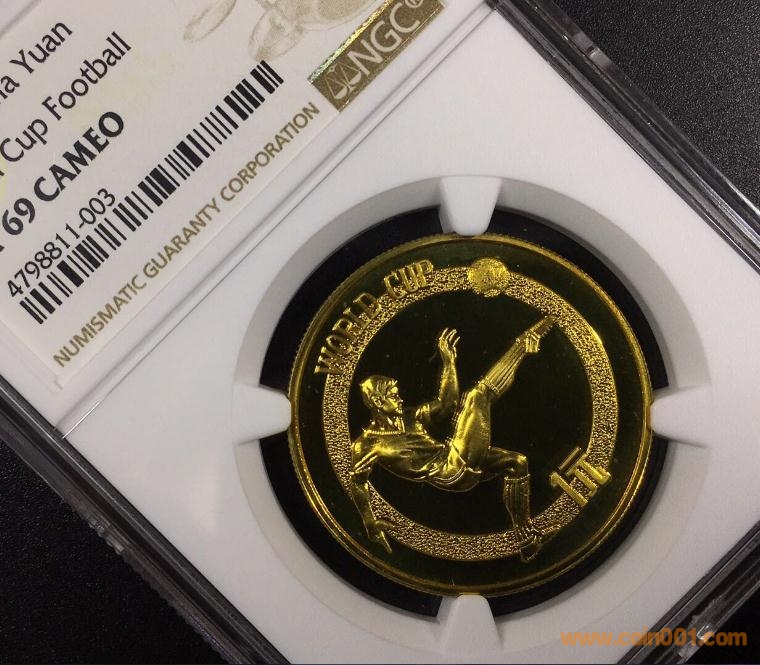 Yuan
Cup Football
69 CAMEO
4798811-003
NGC
NUMISMATIC GUARANTY CORPORATION
WORLD CUP
1元
www.coin001.com